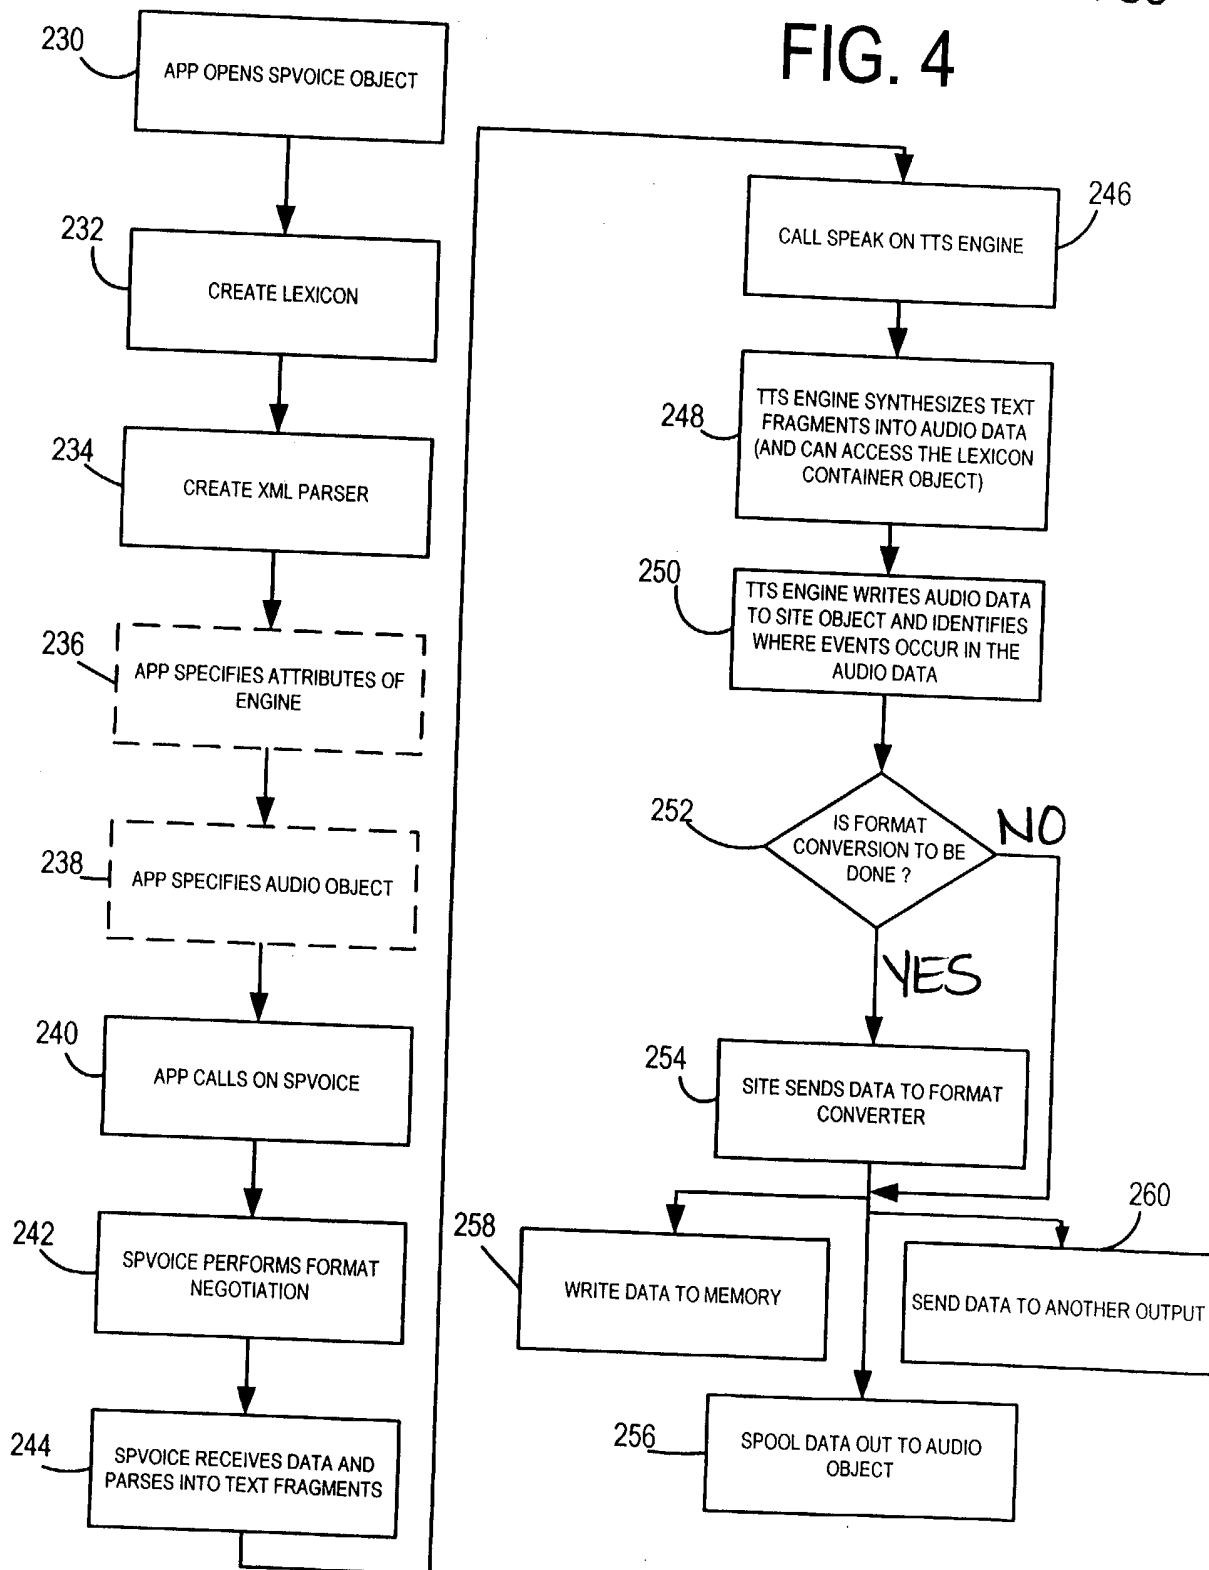 FIG. 4
230
APP OPENS SPVOICE OBJECT
232
CREATE LEXICON
234
CREATE XML PARSER
236
APP SPECIFIES ATTRIBUTES OF
ENGINE
238
APP SPECIFIES AUDIO OBJECT
240
APP CALLS ON SPVOICE
242
SPVOICE PERFORMS FORMAT
NEGOTIATION
244
SPVOICE RECEIVES DATA AND
PARSES INTO TEXT FRAGMENTS
246
CALL SPEAK ON TTS ENGINE
248
TTS ENGINE SYNTHESIZES TEXT
FRAGMENTS INTO AUDIO DATA
(AND CAN ACCESS THE LEXICON
CONTAINER OBJECT)
250
TTS ENGINE WRITES AUDIO DATA
TO SITE OBJECT AND IDENTIFIES
WHERE EVENTS OCCUR IN THE
AUDIO DATA
252
IS FORMAT
CONVERSION TO BE
DONE ?
NO
YES
254
SITE SENDS DATA TO FORMAT
CONVERTER
258
WRITE DATA TO MEMORY
260
SEND DATA TO ANOTHER OUTPUT
256
SPOOL DATA OUT TO AUDIO
OBJECT